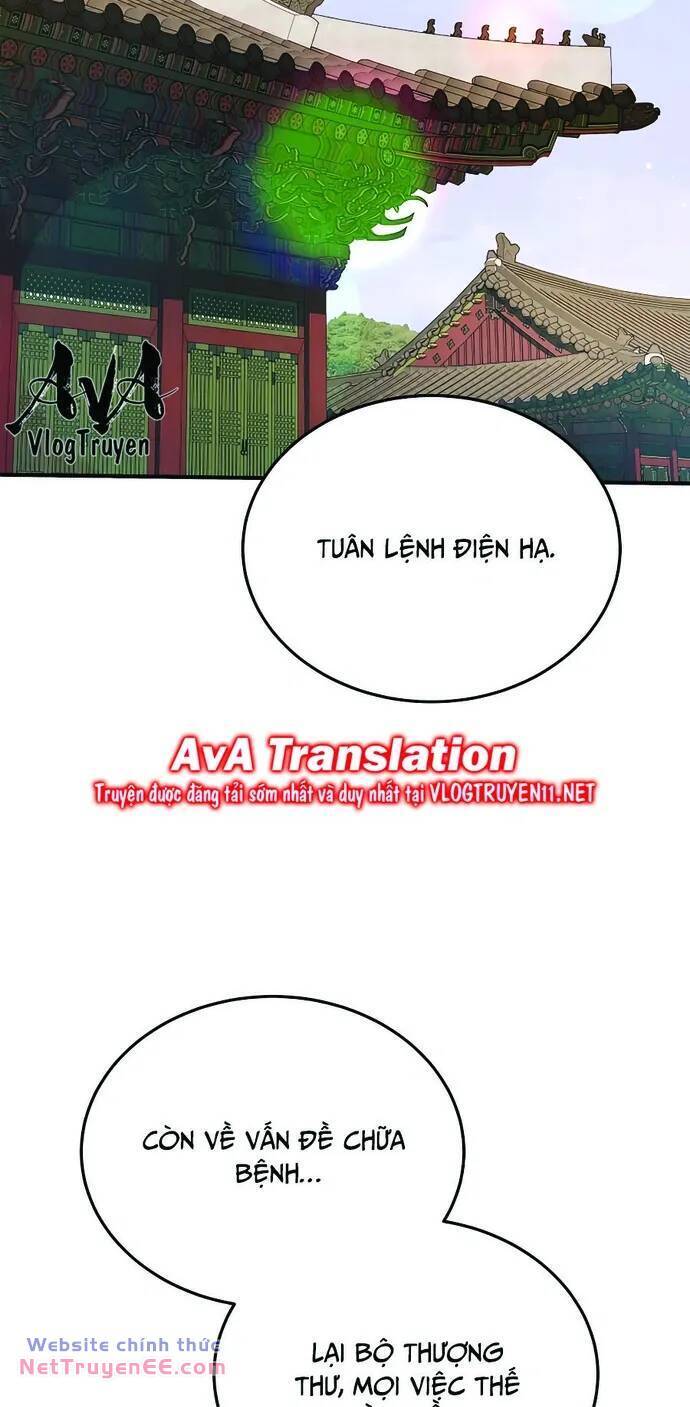 AVA
VlogTruyen
TUÂN LỆNH ĐIỆN HẠ.
AvA Translation
Truyện được đăng tải sớm nhất và duy nhất tại VLOGTRUYEN11.NET
CÒN VỀ VẤN ĐỀ CHỮA
BỆNH...
LẠI BỘ THƯỢNG
THƯ, MỌI VIỆC THẾ
Website chính thức
NetTruyenEE.com